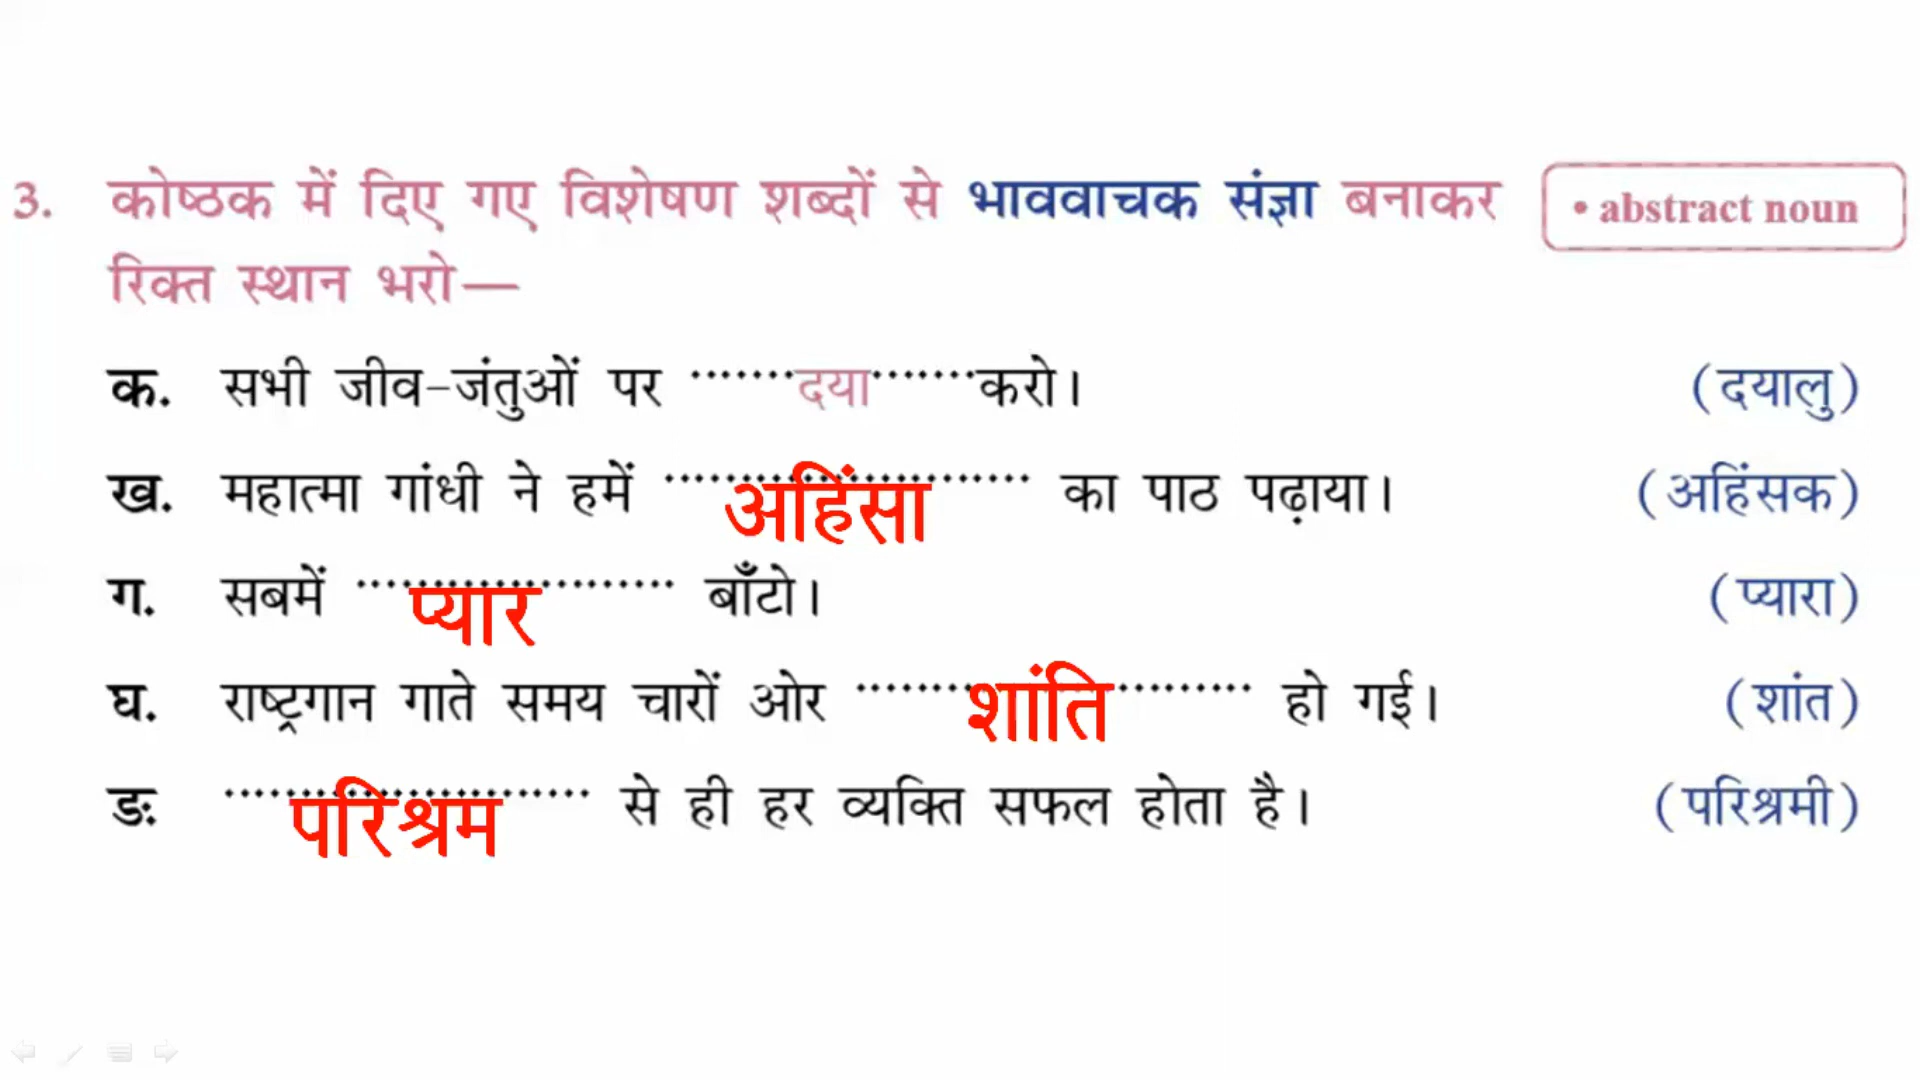 3. कोष्ठक में दिए गए विशेषण शब्दों से भाववाचक संज्ञा बनाकर • abstract noun
रिक्त स्थान भरो—
क. सभी जीव-जंतुओं पर .......दया.......करो। (दयालु)
ख. महात्मा गांधी ने हमें ....... अहिंसा ....... का पाठ पढ़ाया। (अहिंसक)
ग. सबमें ....... प्यार ....... बाँटो। (प्यारा)
घ. राष्ट्रगान गाते समय चारों ओर ....... शांति ....... हो गई। (शांत)
ङ. ....... परिश्रम ....... से ही हर व्यक्ति सफल होता है। (परिश्रमी)